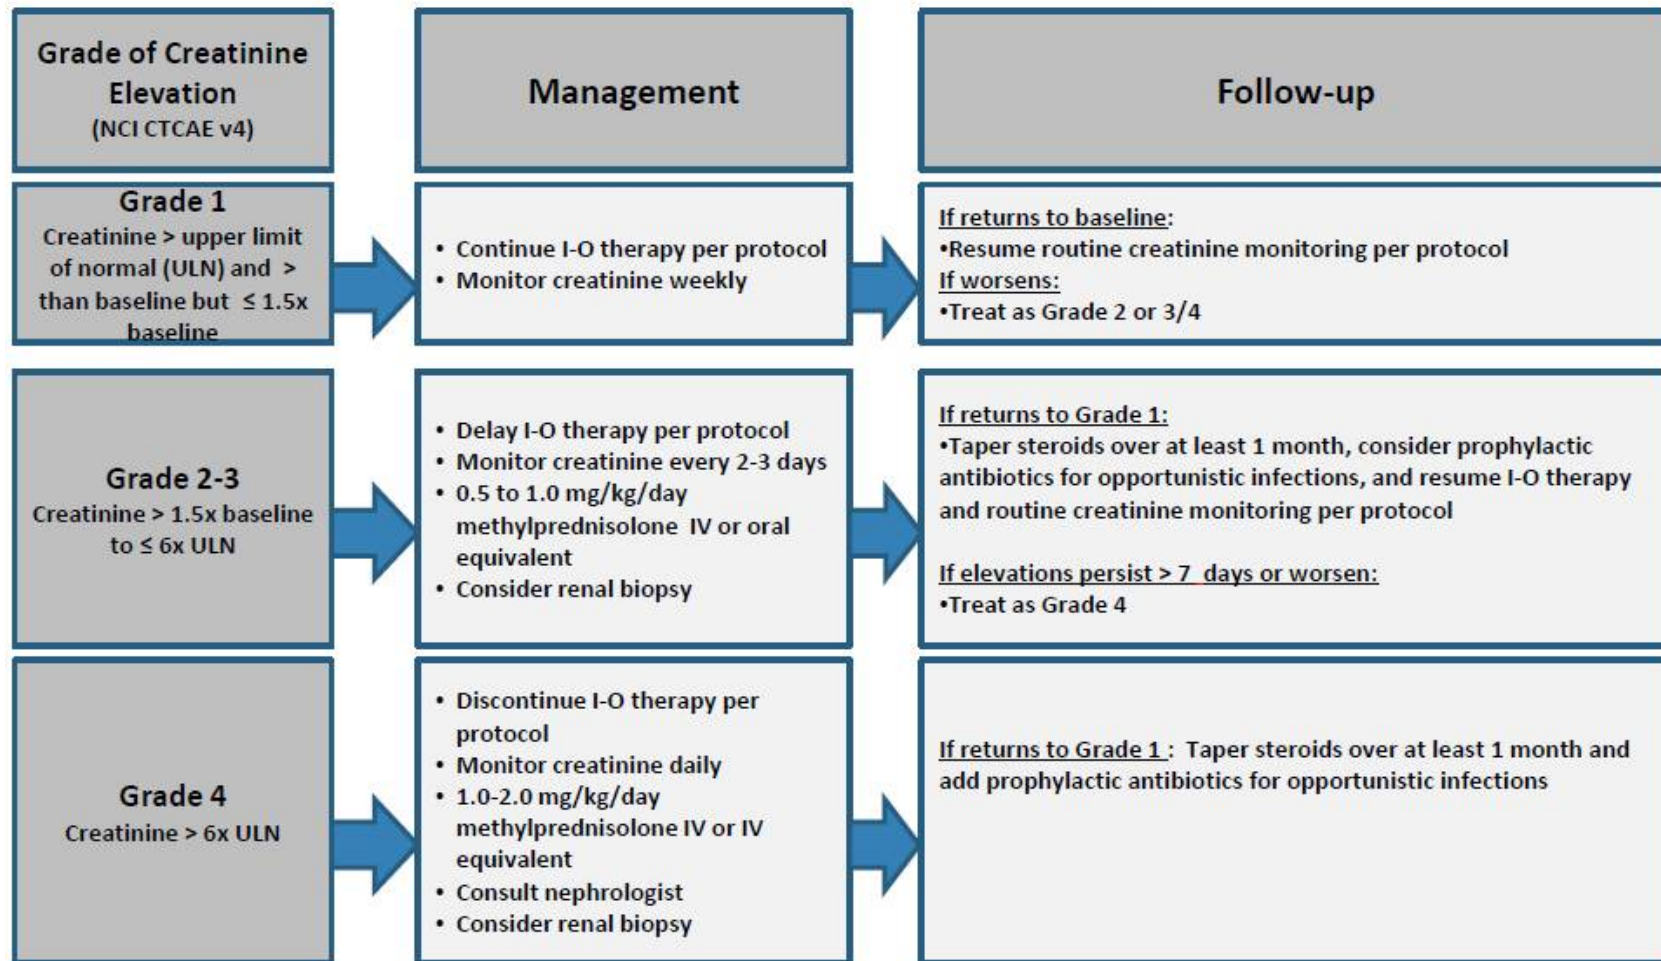 Grade of Creatinine
Elevation
(NCI CTCAE v4)
Management
Follow-up
Grade 1
Creatinine > upper limit
of normal (ULN) and >
than baseline but ≤ 1.5x
baseline
• Continue I-O therapy per protocol
• Monitor creatinine weekly
If returns to baseline:
•Resume routine creatinine monitoring per protocol
If worsens:
•Treat as Grade 2 or 3/4
Grade 2-3
Creatinine > 1.5x baseline
to ≤ 6x ULN
• Delay I-O therapy per protocol
• Monitor creatinine every 2-3 days
• 0.5 to 1.0 mg/kg/day
methylprednisolone IV or oral
equivalent
• Consider renal biopsy
If returns to Grade 1:
•Taper steroids over at least 1 month, consider prophylactic
antibiotics for opportunistic infections, and resume I-O therapy
and routine creatinine monitoring per protocol
If elevations persist > 7 days or worsen:
•Treat as Grade 4
Grade 4
Creatinine > 6x ULN
• Discontinue I-O therapy per
protocol
• Monitor creatinine daily
• 1.0-2.0 mg/kg/day
methylprednisolone IV or IV
equivalent
• Consult nephrologist
• Consider renal biopsy
If returns to Grade 1 : Taper steroids over at least 1 month and
add prophylactic antibiotics for opportunistic infections